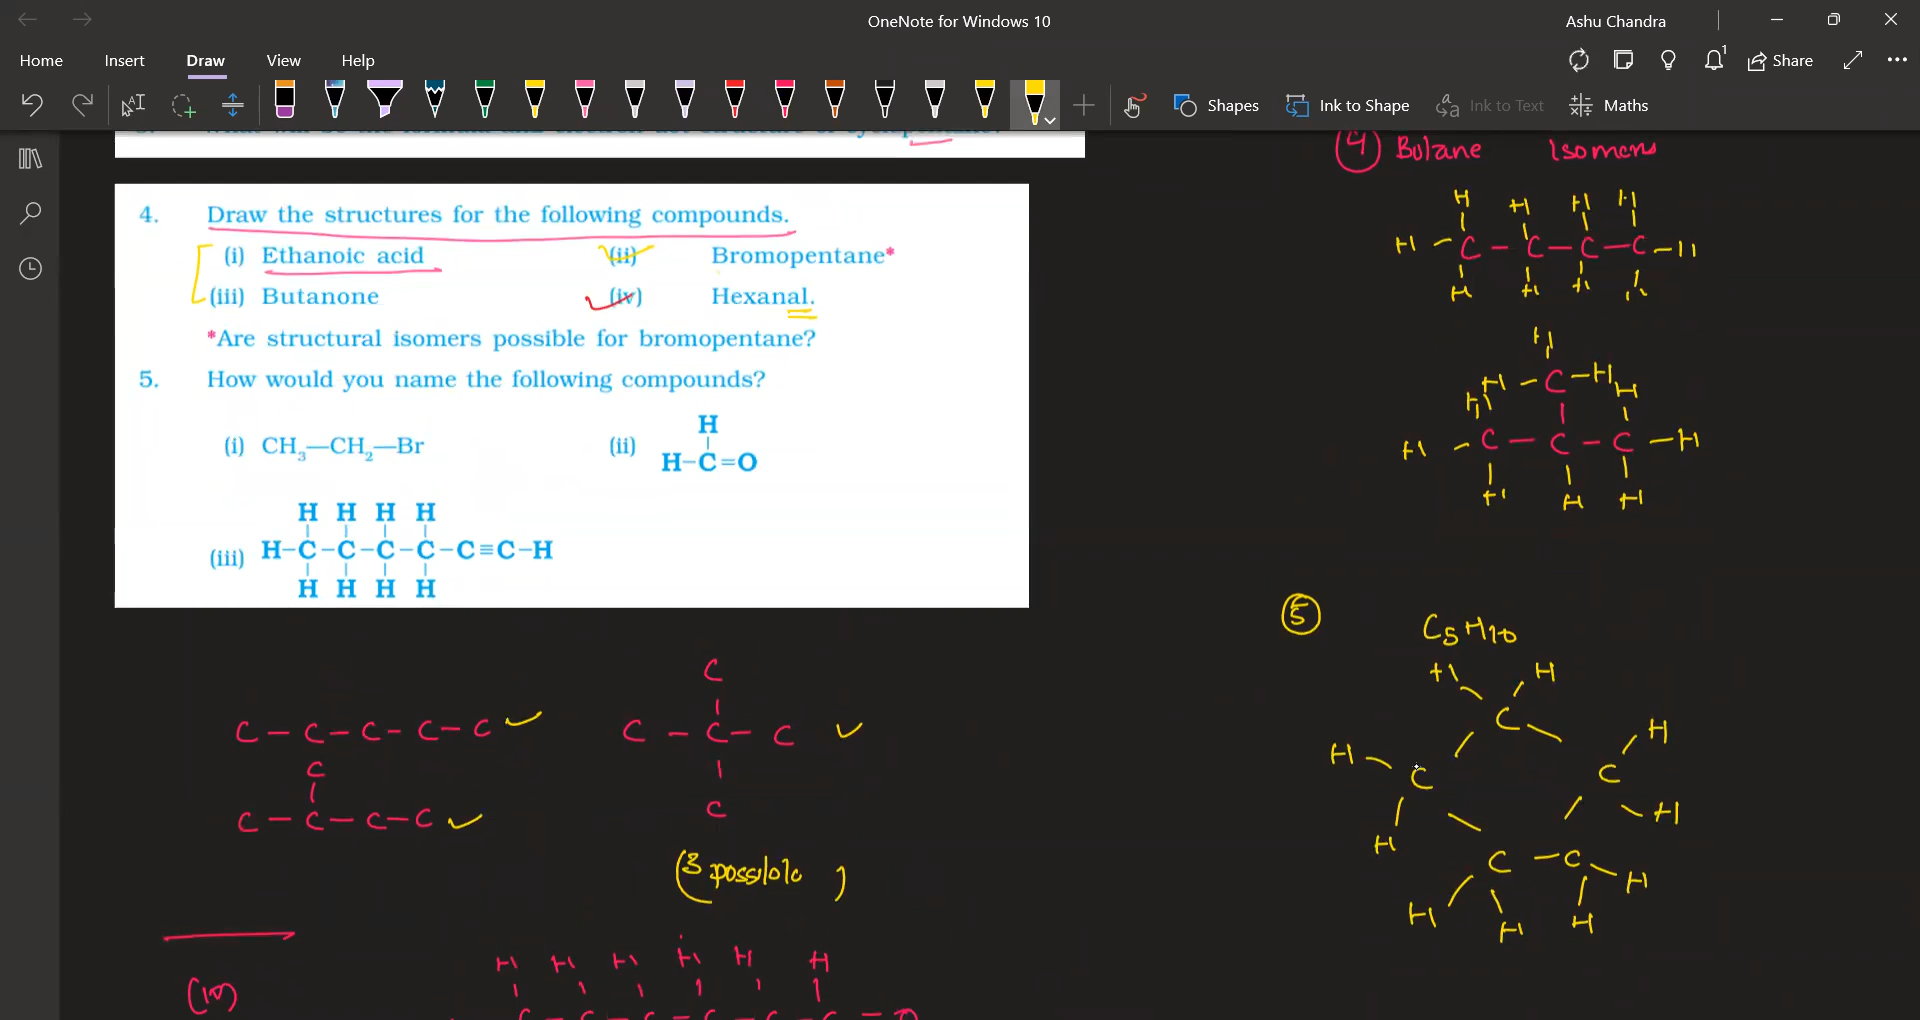 OneNote for Windows 10
Ashu Chandra
Home Insert Draw View Help
1 Share
Shapes Ink to Shape Ink to Text Maths
4. Draw the structures for the following compounds.
(i) Ethanoic acid (ii) Bromopentane*
(iii) Butanone (iv) Hexanal.
*Are structural isomers possible for bromopentane?
5. How would you name the following compounds?
(i) CH₃—CH₂—Br (ii)
H
H-C=O
H H H H
(iii) H-C-C-C-C-C≡C-H
H H H H
C - C - C - C - C
C
C - C - C - C
C
C - C - C
C
(3 possible)
H H H H H H
4 Butane Isomers
H H H H
H - C - C - C - C - H
H H H H
H
H - C - H
H H
H - C - C - C - H
H H H
5
C5H10
H H
C
H C C H
H H
C - C
H H H H